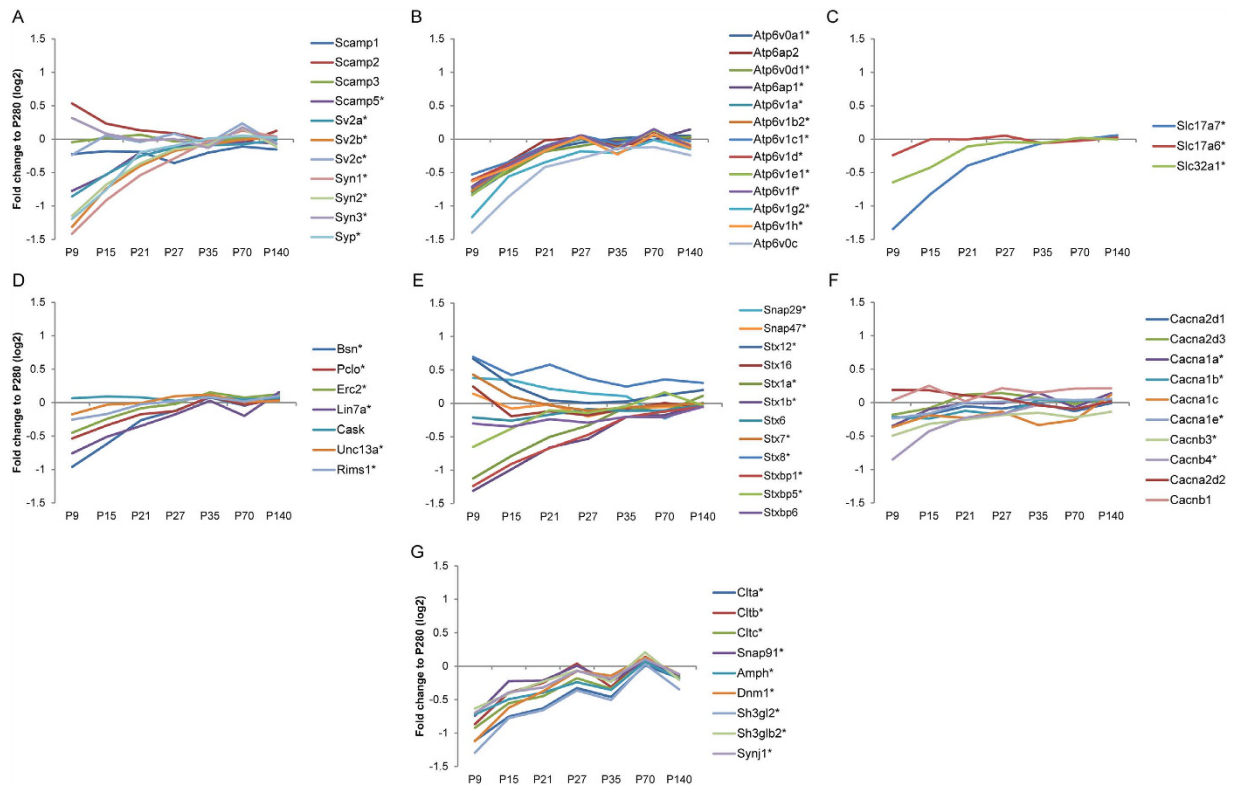 A
Fold change to P280 (log2)
1.5
1
0.5
0
-0.5
-1
-1.5
P9 P15 P21 P27 P35 P70 P140
Scamp1
Scamp2
Scamp3
Scamp5*
Sv2a*
Sv2b*
Sv2c*
Syn1*
Syn2*
Syn3*
Syp*
B
1.5
1
0.5
0
-0.5
-1
-1.5
P9 P15 P21 P27 P35 P70 P140
Atp6v0a1*
Atp6ap2
Atp6v0d1*
Atp6ap1*
Atp6v1a*
Atp6v1b2*
Atp6v1c1*
Atp6v1d*
Atp6v1e1*
Atp6v1f*
Atp6v1g2*
Atp6v1h*
Atp6v0c
C
1.5
1
0.5
0
-0.5
-1
-1.5
P9 P15 P21 P27 P35 P70 P140
Slc17a7*
Slc17a6*
Slc32a1*
D
Fold change to P280 (log2)
1.5
1
0.5
0
-0.5
-1
-1.5
P9 P15 P21 P27 P35 P70 P140
Bsn*
Pclo*
Erc2*
Lin7a*
Cask
Unc13a*
Rims1*
E
1.5
1
0.5
0
-0.5
-1
-1.5
P9 P15 P21 P27 P35 P70 P140
Snap29*
Snap47*
Stx12*
Stx16
Stx1a*
Stx1b*
Stx6
Stx7*
Stx8*
Stxbp1*
Stxbp5*
Stxbp6
F
1.5
1
0.5
0
-0.5
-1
-1.5
P9 P15 P21 P27 P35 P70 P140
Cacna2d1
Cacna2d3
Cacna1a*
Cacna1b*
Cacna1c
Cacna1e*
Cacnb3*
Cacnb4*
Cacna2d2
Cacnb1
G
Fold change to P280 (log2)
1.5
1
0.5
0
-0.5
-1
-1.5
P9 P15 P21 P27 P35 P70 P140
Clta*
Cltb*
Cltc*
Snap91*
Amph*
Dnm1*
Sh3gl2*
Sh3glb2*
Synj1*